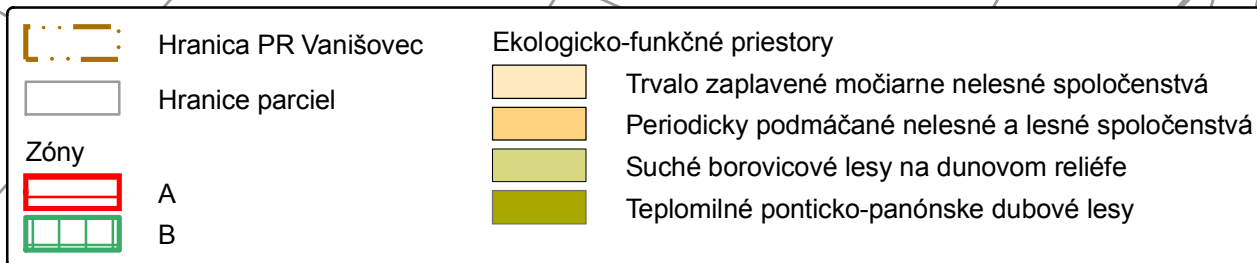 Hranica PR Vanišovec
Hranice parciel
Zóny
A
B
Ekologicko-funkčné priestory
Trvalo zaplavené močiarne nelesné spoločenstvá
Periodicky podmáčané nelesné a lesné spoločenstvá
Suché borovicové lesy na dunovom reliéfe
Teplomilné ponticko-panónske dubové lesy